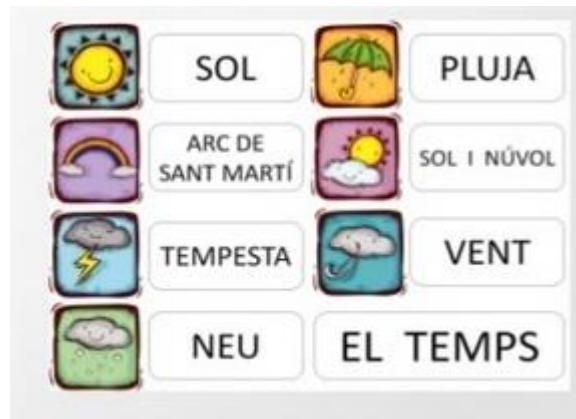 SOL
PLUJA
ARC DE
SANT MARTÍ
SOL I NÚVOL
TEMPESTA
VENT
NEU
EL TEMPS